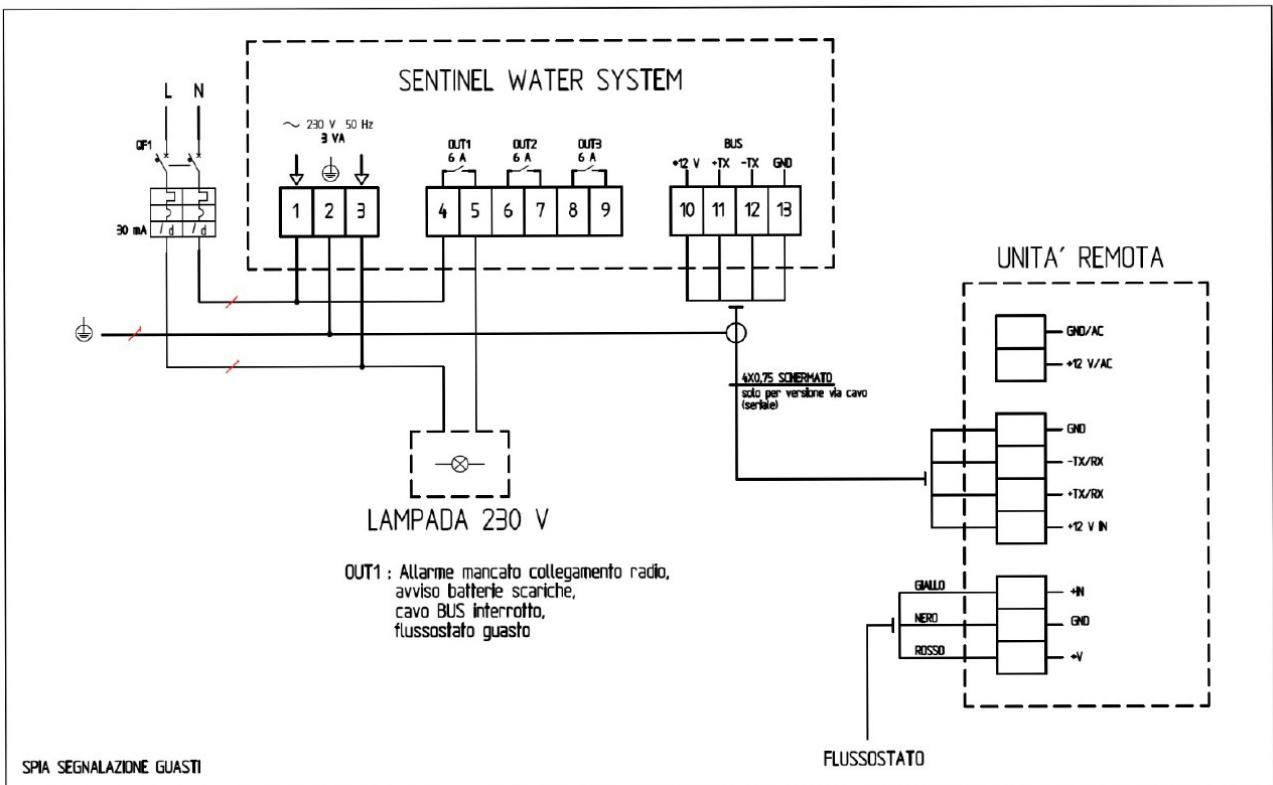 SENTINEL WATER SYSTEM
L N
QF1
30 mA
/ d / d
~ 230 V 50 Hz
3 VA
1 2 3
OUT1 OUT2 OUT3
6 A 6 A 6 A
4 5 6 7 8 9
BUS
+12 V +TX -TX GND
10 11 12 13
4X0,75 SCHERMATO
solo per versione via cavo
(seriale)
LAMPADA 230 V
OUT1 : Allarme mancato collegamento radio,
avviso batterie scariche,
cavo BUS interrotto,
flussostato guasto
UNITA' REMOTA
GND/AC
+12 V/AC
GND
-TX/RX
+TX/RX
+12 V IN
GIALLO +IN
NERO GND
ROSSO +V
FLUSSOSTATO
SPIA SEGNALAZIONE GUASTI